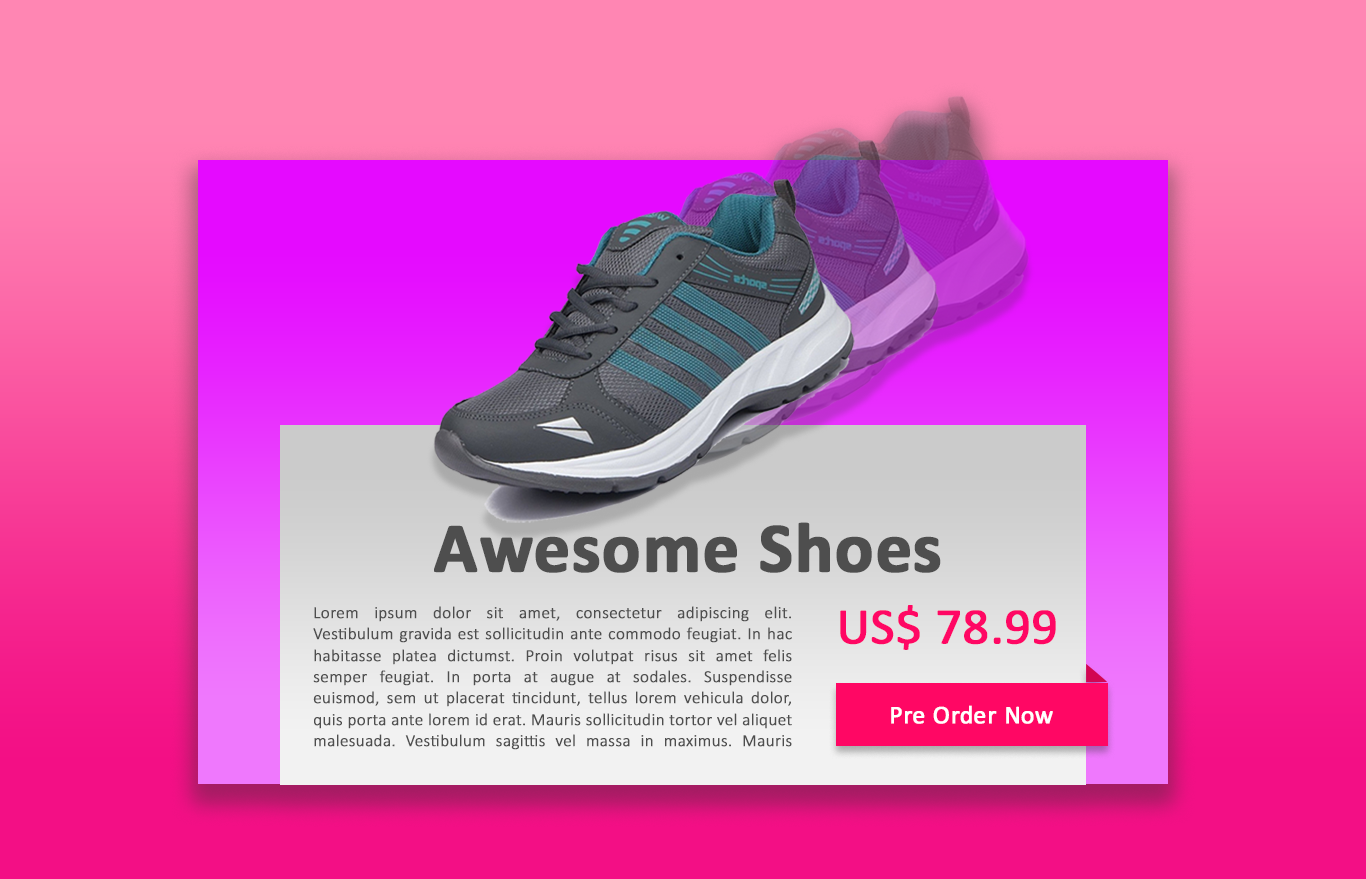 Awesome Shoes
Lorem ipsum dolor sit amet, consectetur adipiscing elit.
Vestibulum gravida est sollicitudin ante commodo feugiat. In hac
habitasse platea dictumst. Proin volutpat risus sit amet felis
semper feugiat. In porta at augue at sodales. Suspendisse
euismod, sem ut placerat tincidunt, tellus lorem vehicula dolor,
quis porta ante lorem id erat. Mauris sollicitudin tortor vel aliquet
malesuada. Vestibulum sagittis vel massa in maximus. Mauris
US$ 78.99
Pre Order Now